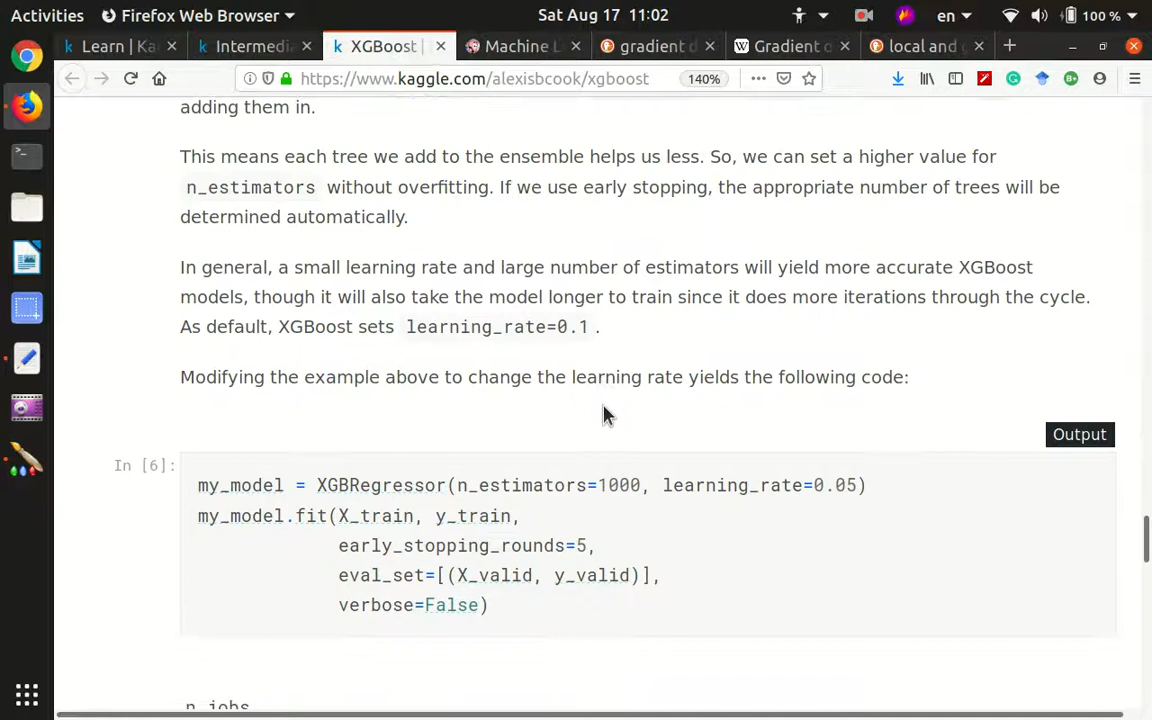 Activities Firefox Web Browser Sat Aug 17 11:02 en 100 %
Learn | Ka Intermedia XGBoost | Machine L gradient d Gradient o local and g
https://www.kaggle.com/alexisbcook/xgboost 140%
adding them in.
This means each tree we add to the ensemble helps us less. So, we can set a higher value for
n_estimators without overfitting. If we use early stopping, the appropriate number of trees will be
determined automatically.
In general, a small learning rate and large number of estimators will yield more accurate XGBoost
models, though it will also take the model longer to train since it does more iterations through the cycle.
As default, XGBoost sets learning_rate=0.1 .
Modifying the example above to change the learning rate yields the following code:
Output
In [6]:
my_model = XGBRegressor(n_estimators=1000, learning_rate=0.05)
my_model.fit(X_train, y_train,
early_stopping_rounds=5,
eval_set=[(X_valid, y_valid)],
verbose=False)
n_jobs